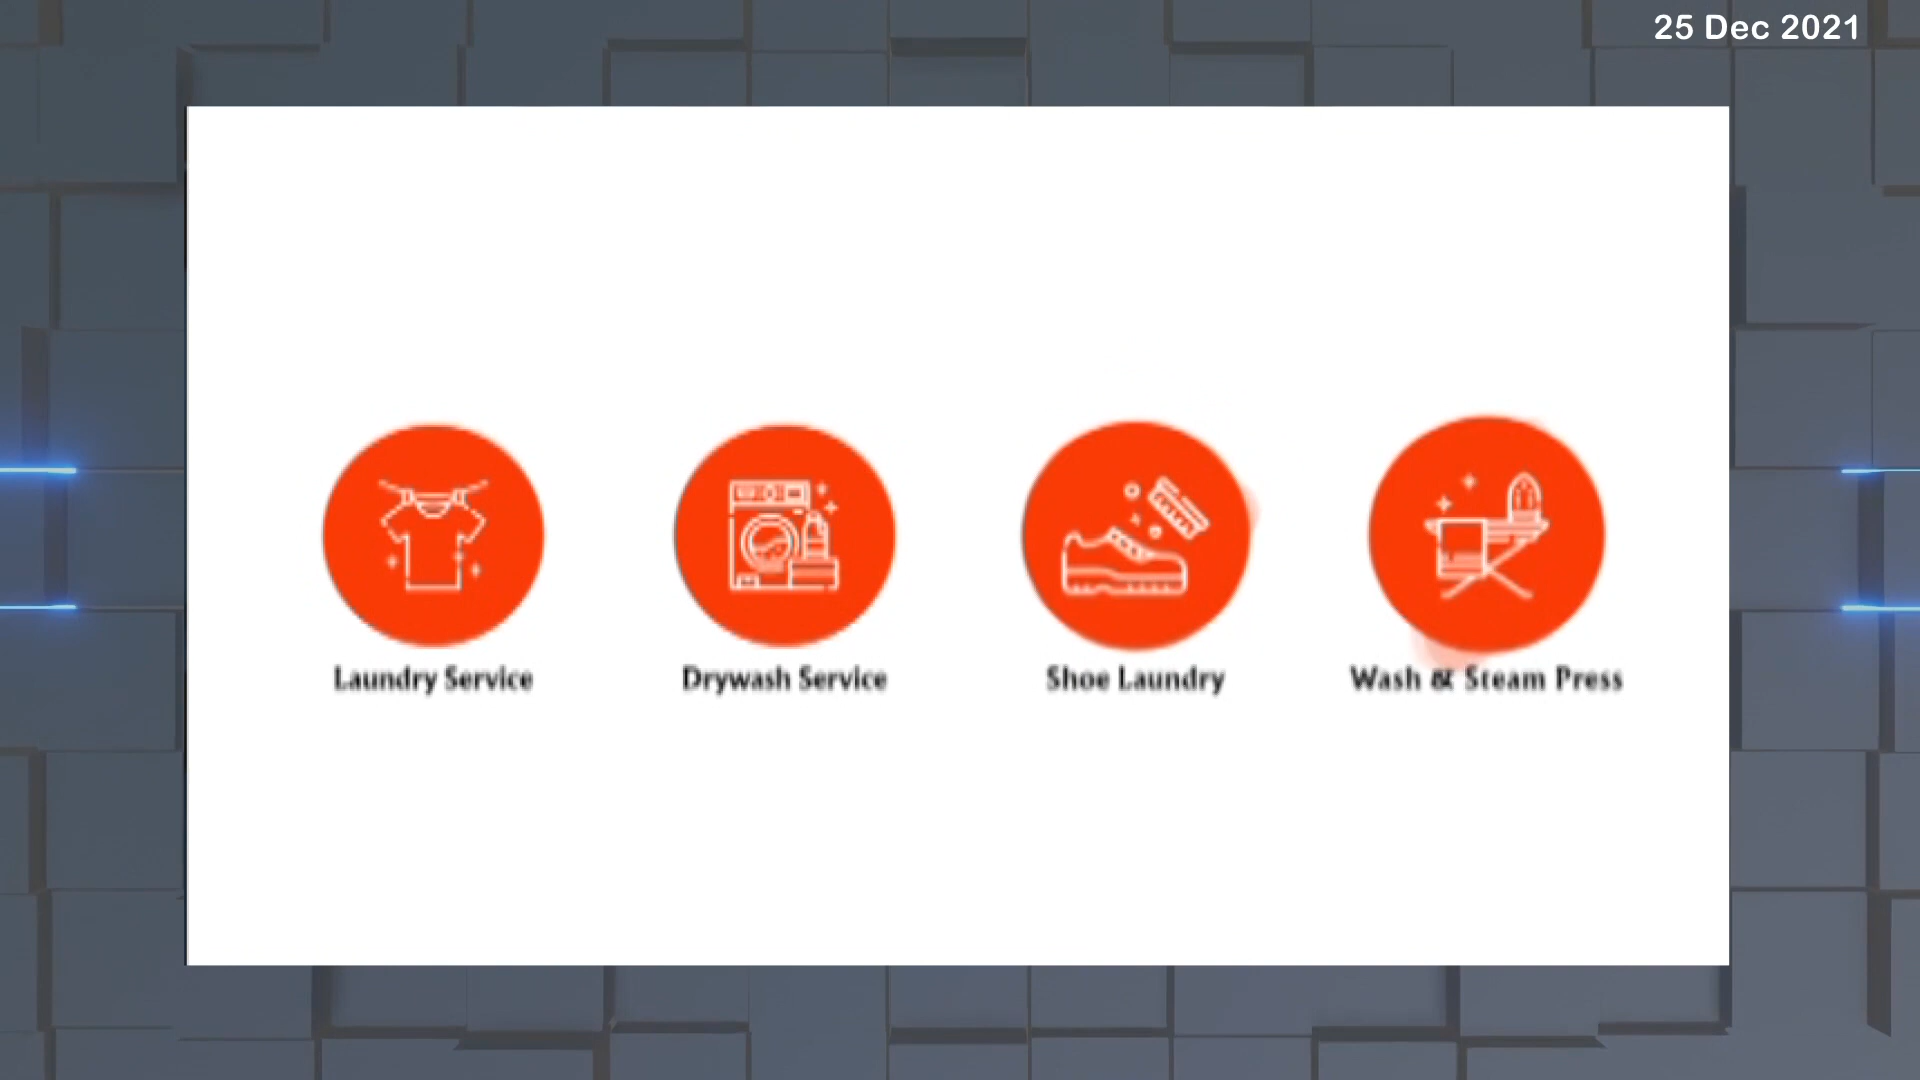 25 Dec 2021
Laundry Service
Drywash Service
Shoe Laundry
Wash & Steam Press